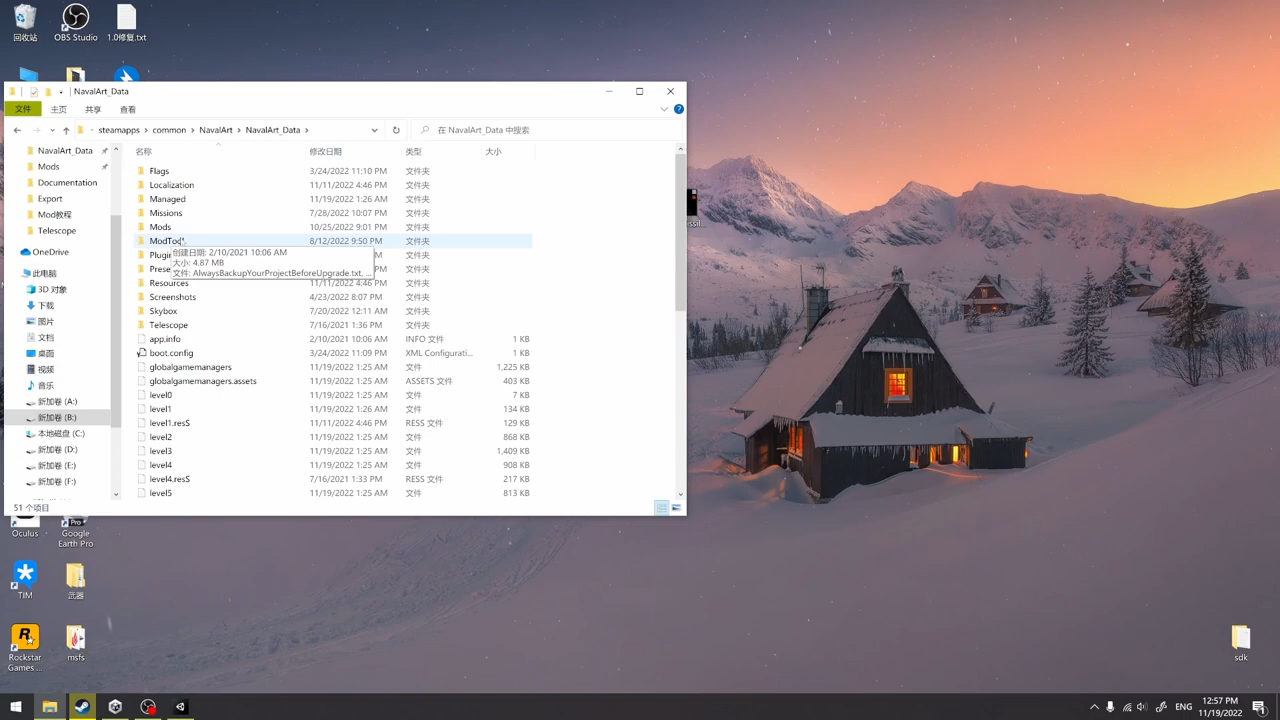 回收站
OBS Studio
1.0修复.txt
NavalArt_Data
文件
主页
共享
查看
steamapps
common
NavalArt
NavalArt_Data
在 NavalArt_Data 中搜索
NavalArt_Data
Mods
Documentation
Export
Mod教程
Telescope
OneDrive
此电脑
3D 对象
下载
图片
文档
桌面
视频
音乐
新加卷 (A:)
新加卷 (B:)
本地磁盘 (C:)
新加卷 (D:)
新加卷 (E:)
新加卷 (F:)
名称 修改日期 类型 大小
Flags 3/24/2022 11:10 PM 文件夹
Localization 11/11/2022 4:46 PM 文件夹
Managed 11/19/2022 1:26 AM 文件夹
Missions 7/28/2022 10:07 PM 文件夹
Mods 10/25/2022 9:01 PM 文件夹
8/12/2022 9:50 PM 文件夹
创建日期: 2/10/2021 10:06 AM
大小: 4.87 MB
文件: AlwaysBackupYourProjectBeforeUpgrade.txt, ...
PM 文件夹
PM 文件夹
Resources 11/11/2022 4:46 PM 文件夹
Screenshots 4/23/2022 8:07 PM 文件夹
Skybox 7/20/2022 12:11 AM 文件夹
Telescope 7/16/2021 1:36 PM 文件夹
app.info 2/10/2021 10:06 AM INFO 文件 1 KB
boot.config 3/24/2022 11:09 PM XML Configurati... 1 KB
globalgamemanagers 11/19/2022 1:25 AM 文件 1,225 KB
globalgamemanagers.assets 11/19/2022 1:25 AM ASSETS 文件 403 KB
level0 11/19/2022 1:25 AM 文件 7 KB
level1 11/19/2022 1:26 AM 文件 134 KB
level1.resS 11/11/2022 4:46 PM RESS 文件 129 KB
level2 11/19/2022 1:25 AM 文件 868 KB
level3 11/19/2022 1:25 AM 文件 1,409 KB
level4 11/19/2022 1:25 AM 文件 908 KB
level4.resS 7/16/2021 1:33 PM RESS 文件 217 KB
level5 11/19/2022 1:25 AM 文件 813 KB
51 个项目
Oculus
Google
Earth Pro
TIM
武器
Rockstar
Games ...
msfs
sdk
ENG
12:57 PM
11/19/2022